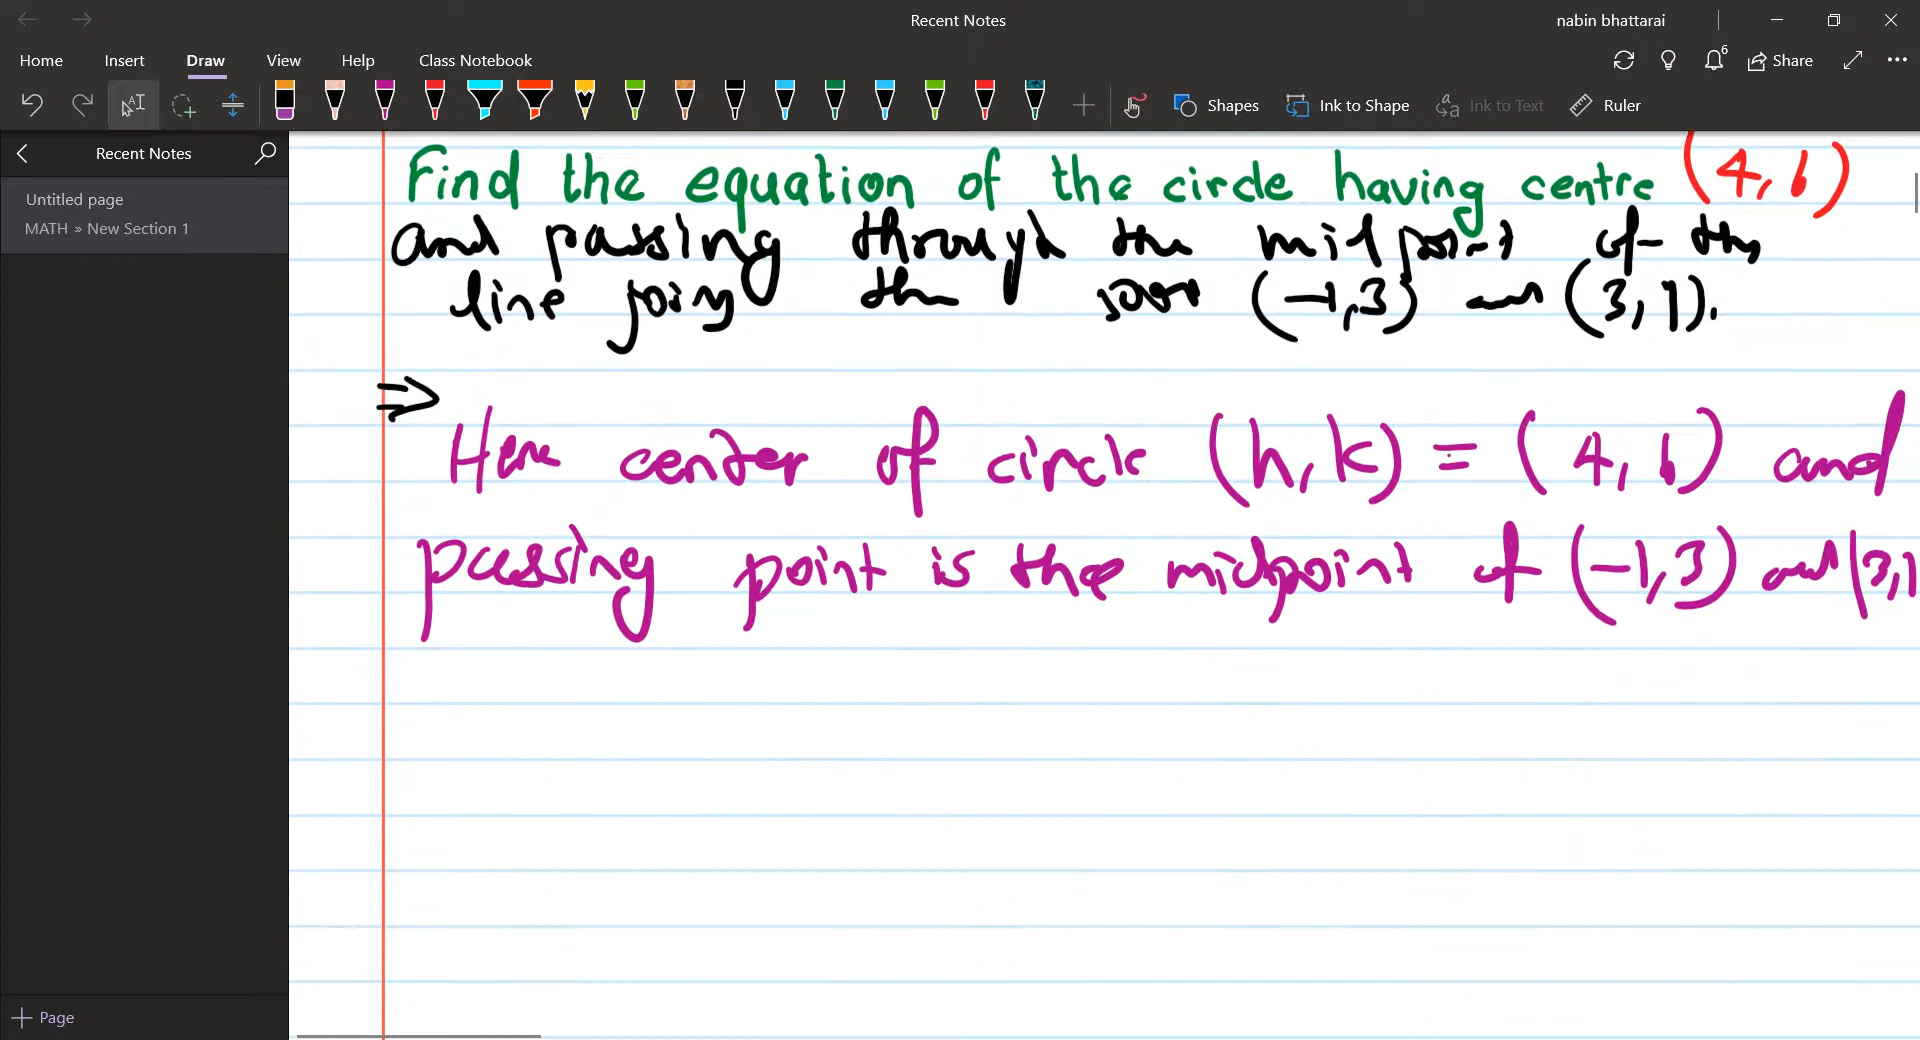 Recent Notes
nabin bhattarai
Home Insert Draw View Help Class Notebook
6
Share
Shapes Ink to Shape Ink to Text Ruler
Recent Notes
Untitled page
MATH » New Section 1
Page
Find the equation of the circle having centre (4,6)
and passing through the midpoint of the
line joing the (-1,3) and (3,1).
⇒
Here center of circle (h,k) = (4,6) and
passing point is the midpoint of (-1,3) and (3,1